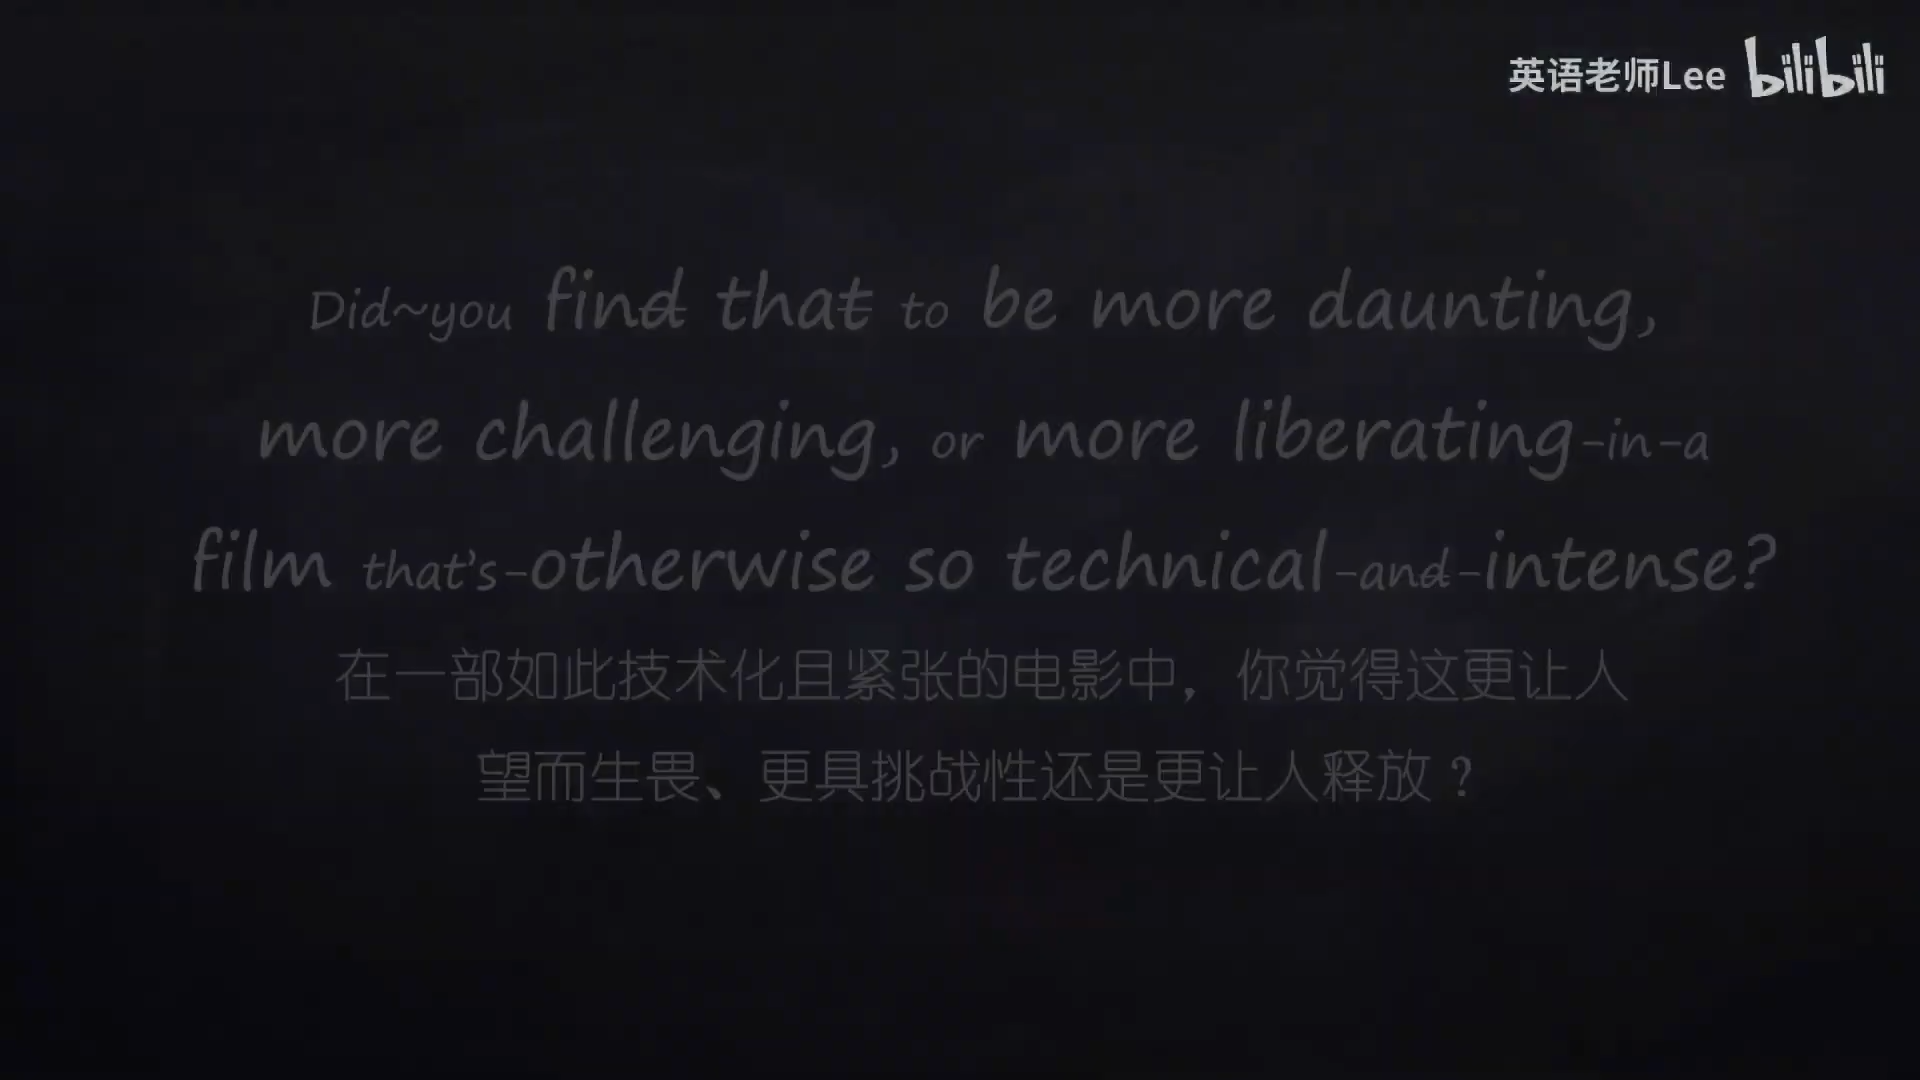 英语老师Lee bilibili
Did~you find that to be more daunting,
more challenging, or more liberating-in-a
film that's-otherwise so technical-and-intense?
在一部如此技术化且紧张的电影中，你觉得这更让人
望而生畏、更具挑战性还是更让人释放？